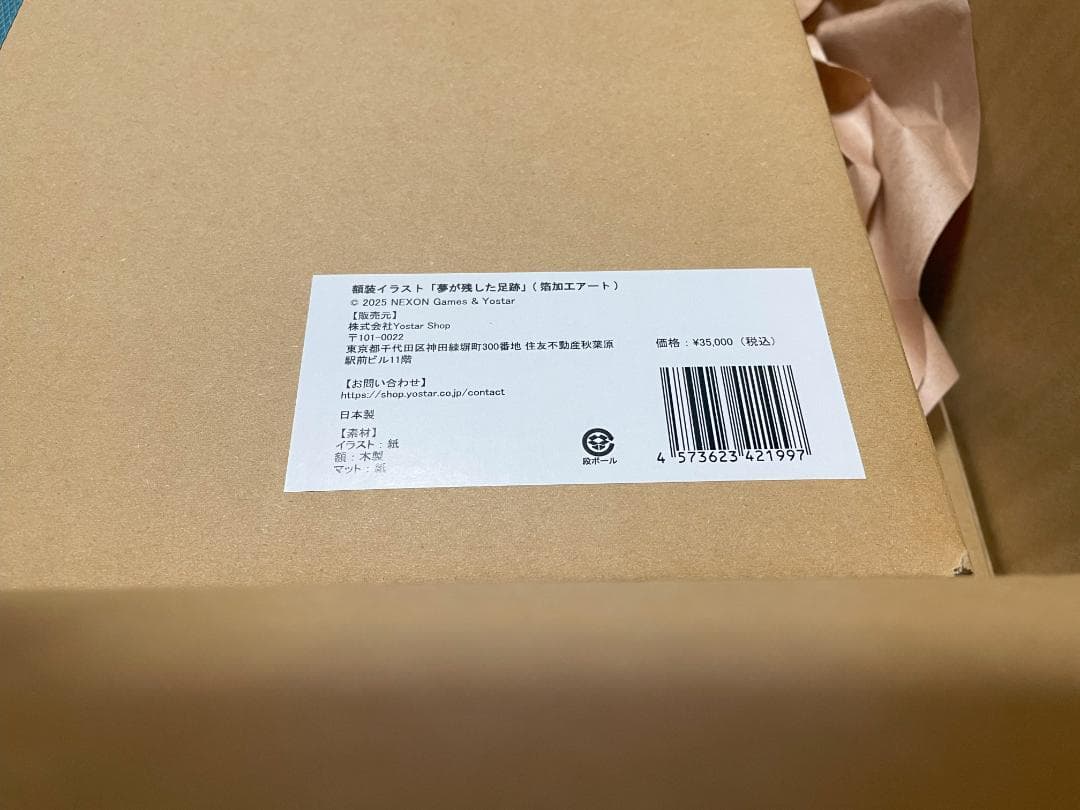 額装イラスト「夢が残した足跡」(箔加工アート)
© 2025 NEXON Games & Yostar
【販売元】
株式会社Yostar Shop
〒101-0022
東京都千代田区神田練塀町300番地 住友不動産秋葉原
駅前ビル11階
価格：¥35,000（税込）
【お問い合わせ】
https://shop.yostar.co.jp/contact
日本製
【素材】
イラスト：紙
額：木製
マット：紙
段ボール
4 573623 421997